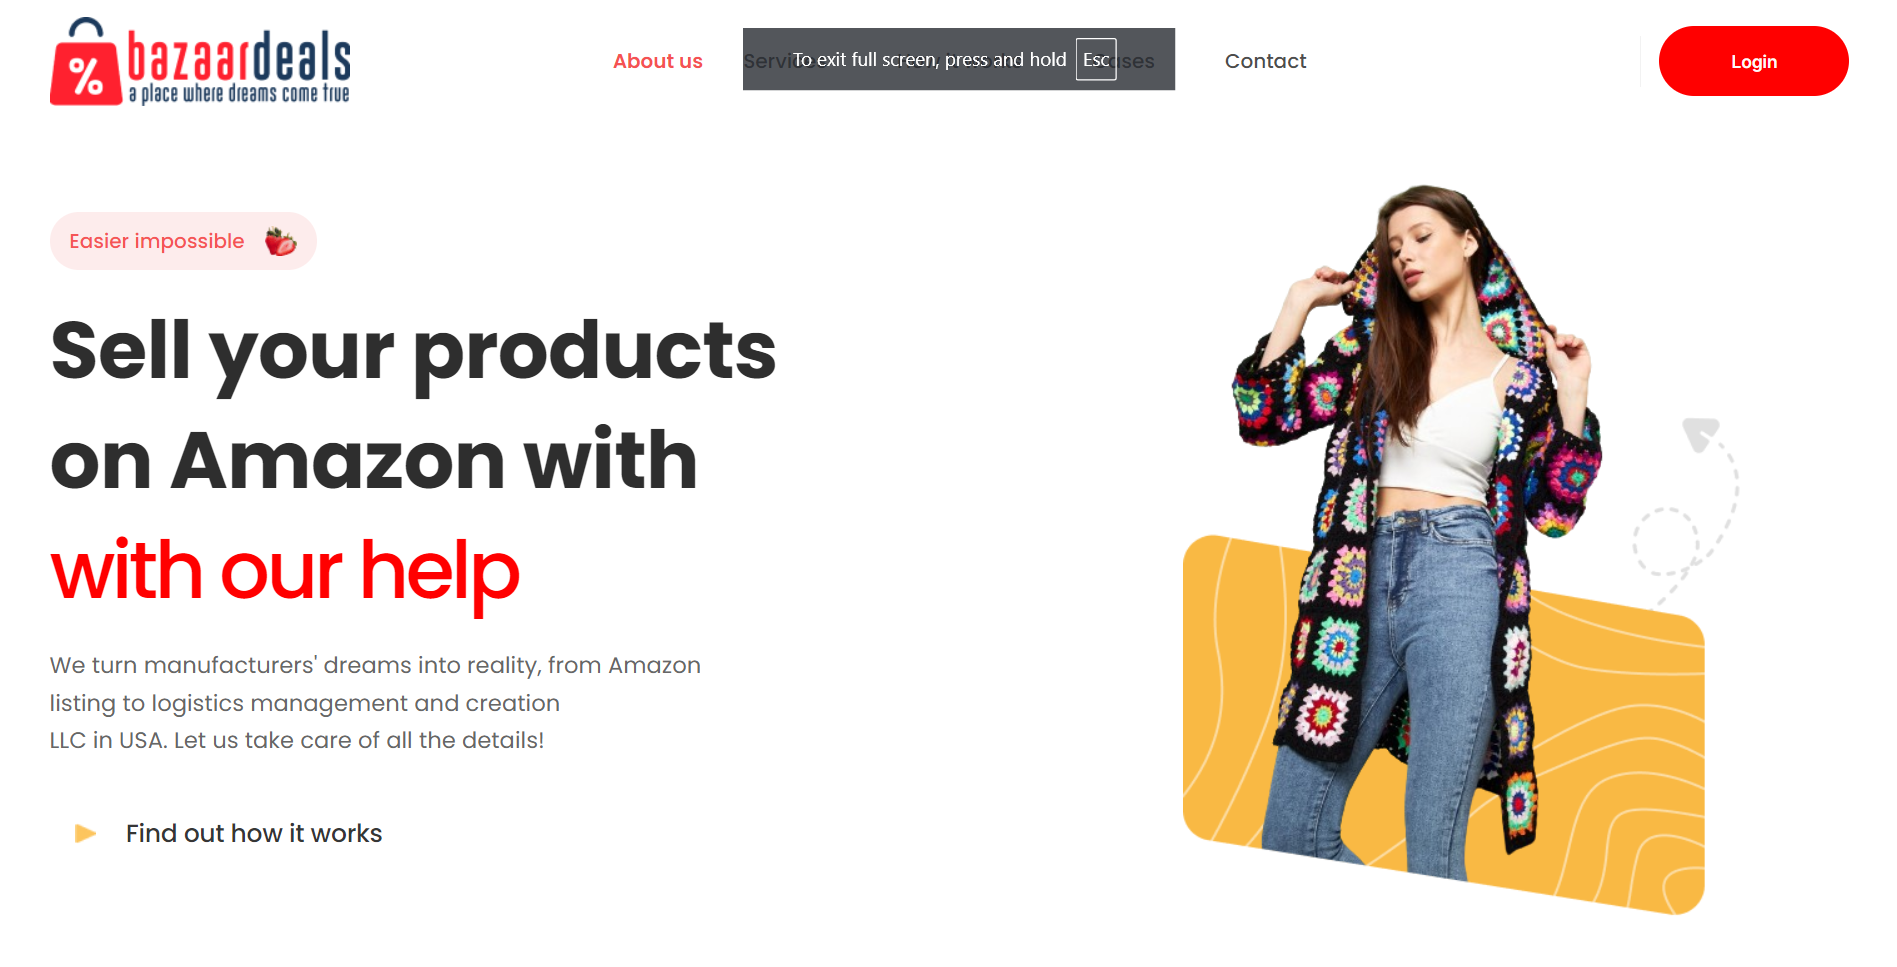 %
bazaardeals
a place where dreams come true
About us
Services
To exit full screen, press and hold Esc
Contact
Login
Easier impossible
Sell your products
on Amazon with
with our help
We turn manufacturers' dreams into reality, from Amazon
listing to logistics management and creation
LLC in USA. Let us take care of all the details!
Find out how it works